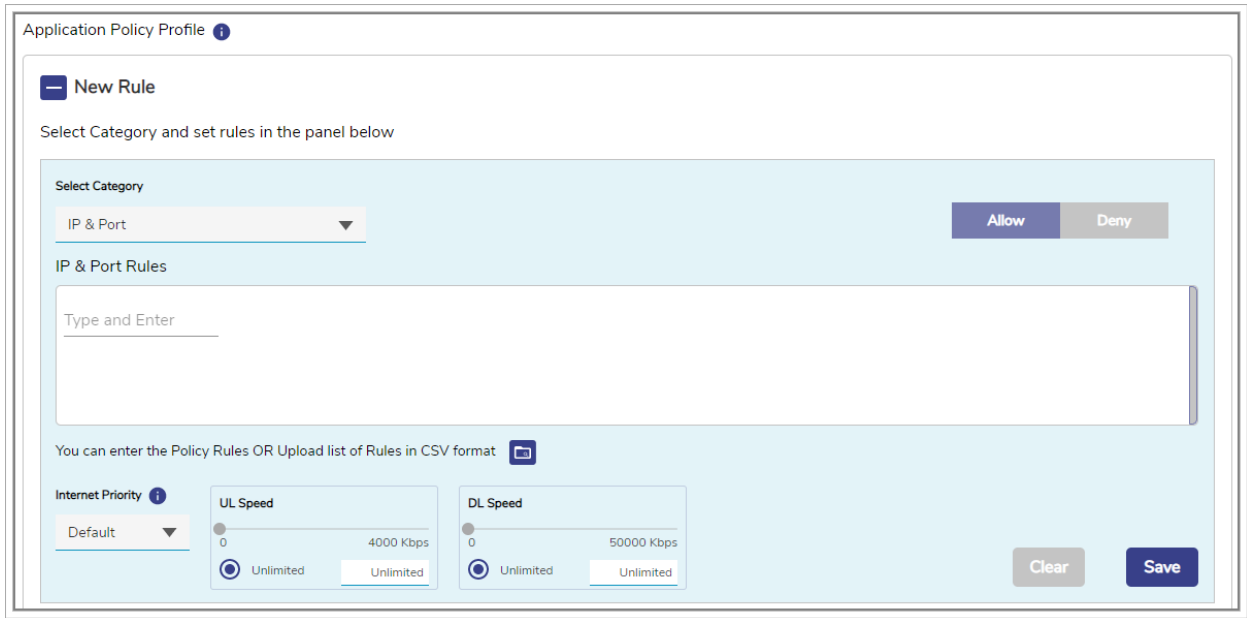 Application Policy Profile
New Rule
Select Category and set rules in the panel below
Select Category
IP & Port
Allow Deny
IP & Port Rules
Type and Enter
You can enter the Policy Rules OR Upload list of Rules in CSV format
Internet Priority
Default
UL Speed
0 4000 Kbps
Unlimited Unlimited
DL Speed
0 50000 Kbps
Unlimited Unlimited
Clear Save